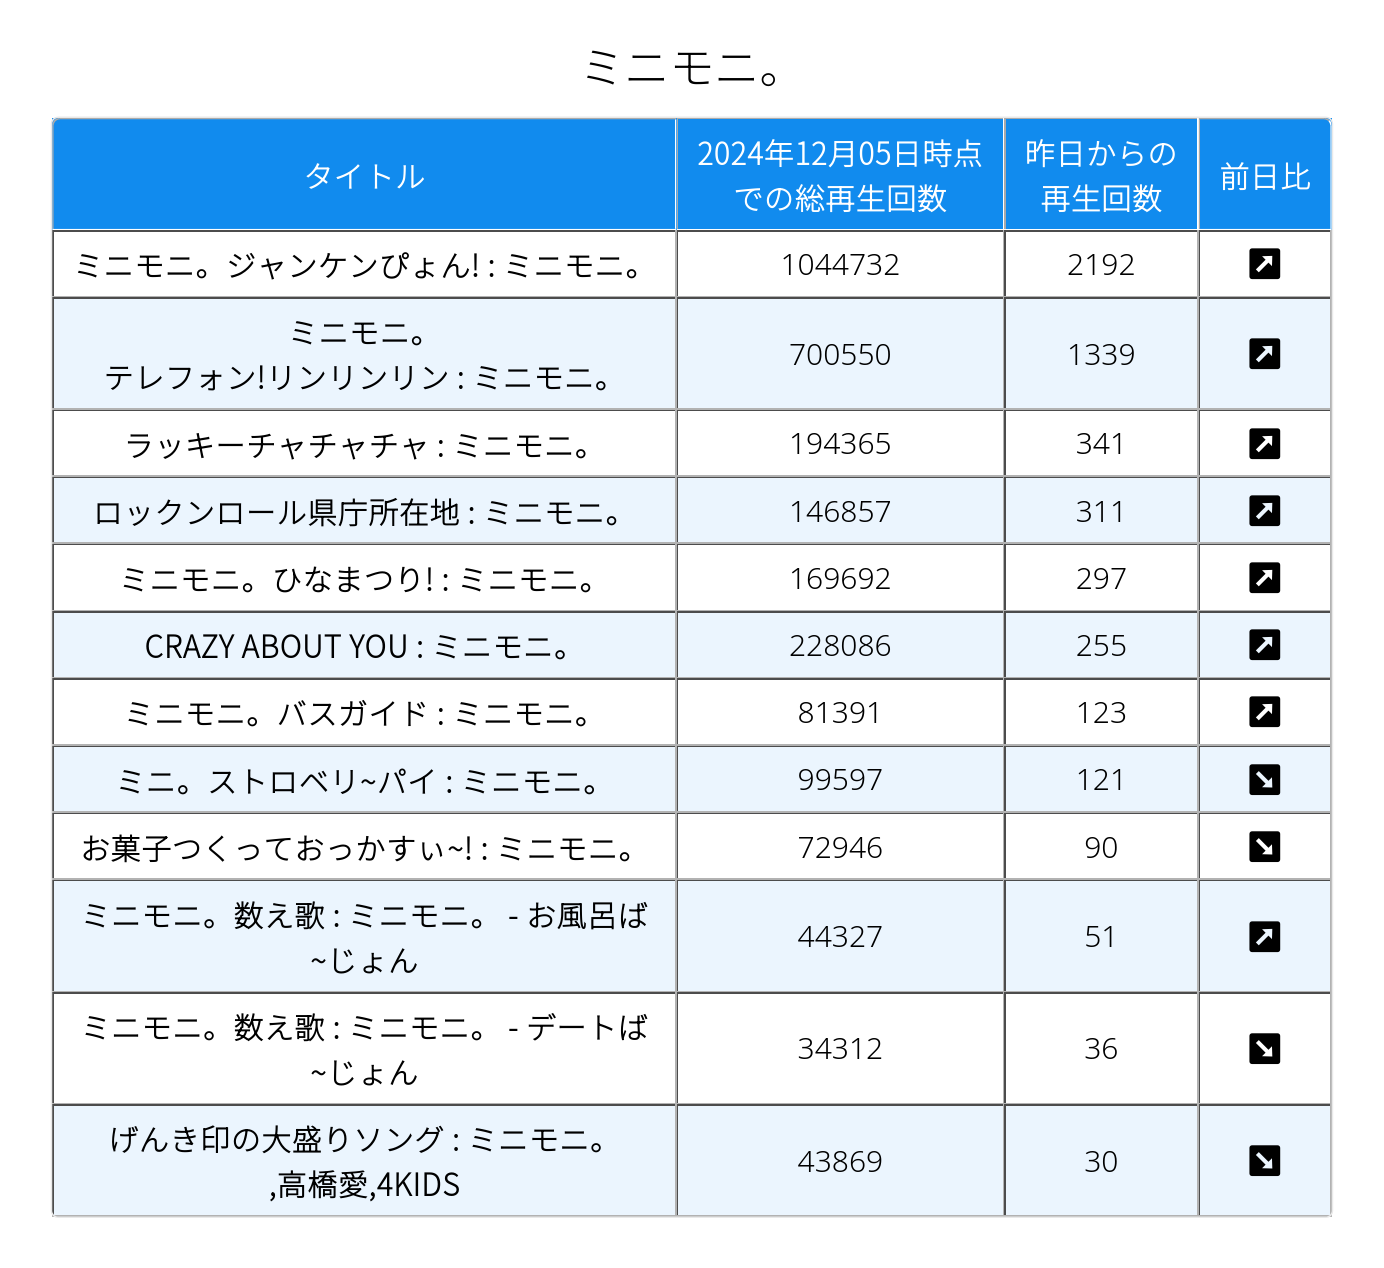 ミニモニ。
タイトル
2024年12月05日時点
での総再生回数
昨日からの
再生回数
前日比
ミニモニ。ジャンケンぴょん! : ミニモニ。
1044732
2192
ミニモニ。
テレフォン!リンリンリン : ミニモニ。
700550
1339
ラッキーチャチャチャ : ミニモニ。
194365
341
ロックンロール県庁所在地 : ミニモニ。
146857
311
ミニモニ。ひなまつり! : ミニモニ。
169692
297
CRAZY ABOUT YOU : ミニモニ。
228086
255
ミニモニ。バスガイド : ミニモニ。
81391
123
ミニ。ストロベリ~パイ : ミニモニ。
99597
121
お菓子つくっておっかすぃ~! : ミニモニ。
72946
90
ミニモニ。数え歌 : ミニモニ。 - お風呂ば
~じょん
44327
51
ミニモニ。数え歌 : ミニモニ。 - デートば
~じょん
34312
36
げんき印の大盛りソング : ミニモニ。
,高橋愛,4KIDS
43869
30